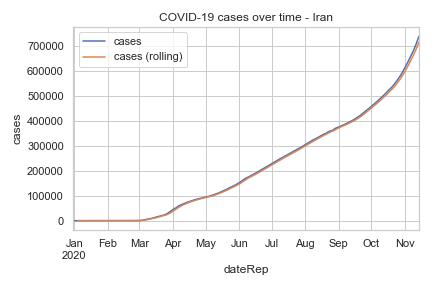 COVID-19 cases over time - Iran
cases
cases (rolling)
700000
600000
500000
400000
300000
200000
100000
0
cases
Jan Feb Mar Apr May Jun Jul Aug Sep Oct Nov
2020
dateRep